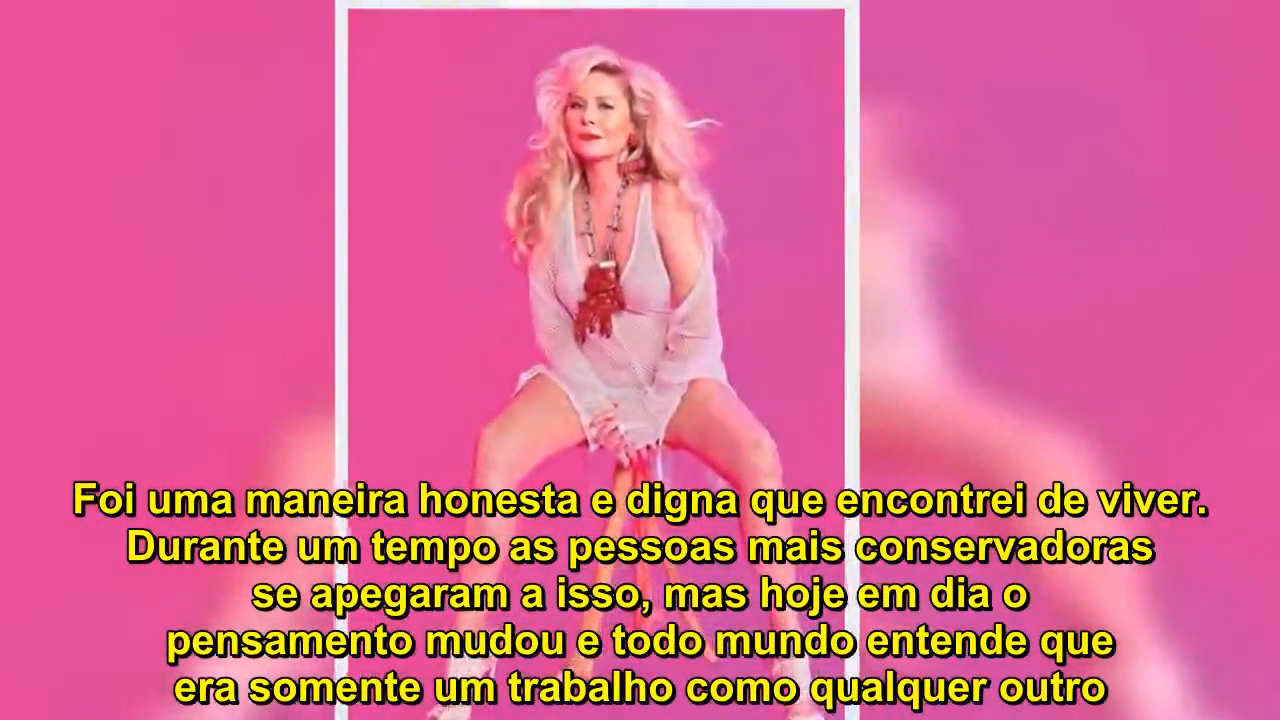 Foi uma maneira honesta e digna que encontrei de viver.
Durante um tempo as pessoas mais conservadoras
se apegaram a isso, mas hoje em dia o
pensamento mudou e todo mundo entende que
era somente um trabalho como qualquer outro